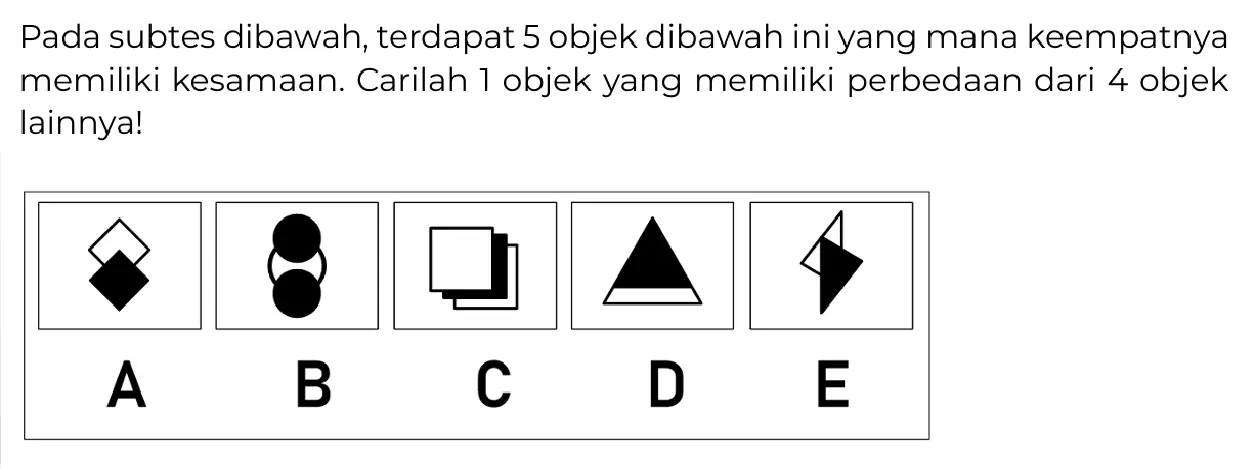 Pada subtes dibawah, terdapat 5 objek dibawah ini yang mana keempatnya
memiliki kesamaan. Carilah 1 objek yang memiliki perbedaan dari 4 objek
lainnya!
A B C D E